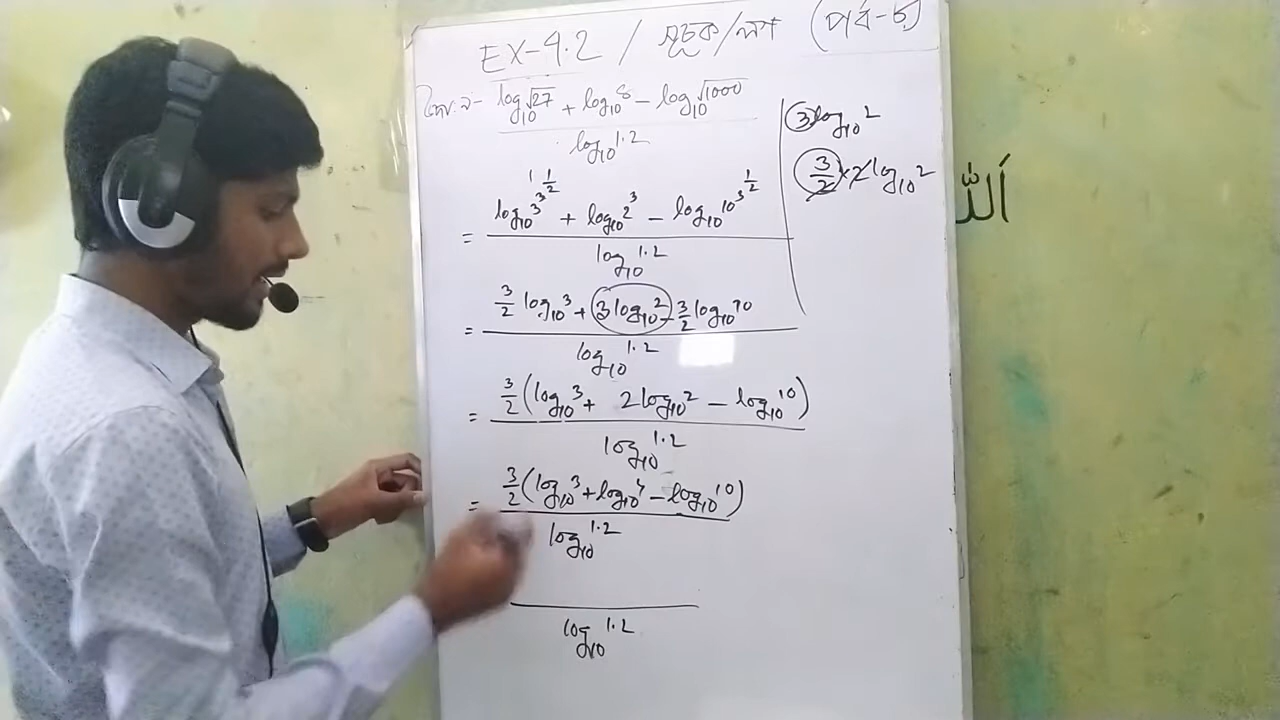 EX-4.2 / সূচক/লগ (পর্ব-৮)
log₁₀√27 + log₁₀8 - log₁₀√1000
log₁₀1.2
= log₁₀3^3^½ + log₁₀2³ - log₁₀10^3^½
log₁₀1.2
= 3/2 log₁₀3 + 3log₁₀2 - 3/2 log₁₀10
log₁₀1.2
= 3/2 (log₁₀3 + 2log₁₀2 - log₁₀10)
log₁₀1.2
= 3/2 (log₁₀3 + log₁₀4 - log₁₀10)
log₁₀1.2
log₁₀1.2
3log₁₀2
3/2 × 2log₁₀2
اَللّٰ